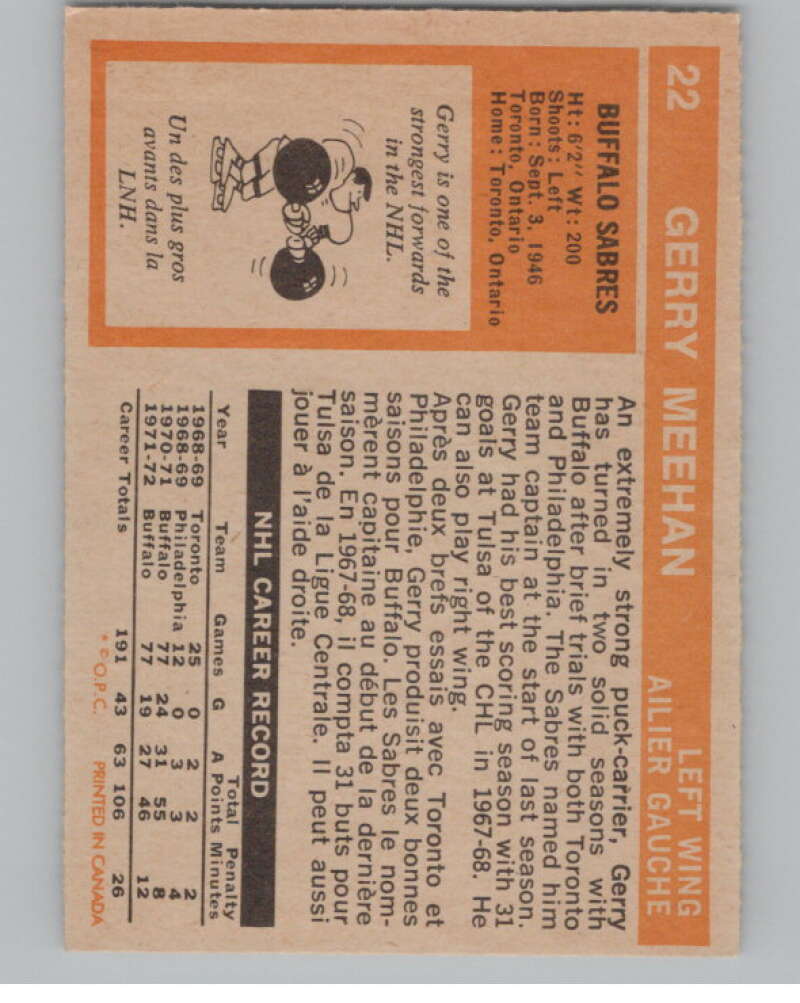 22 GERRY MEEHAN LEFT WING
AILIER GAUCHE
BUFFALO SABRES
Ht: 6'2'' Wt: 200
Shoots: Left
Born: Sept. 3, 1946
Toronto, Ontario
Home: Toronto, Ontario
Gerry is one of the
strongest forwards
in the NHL.
Un des plus gros
avants dans la
LNH.
An extremely strong puck-carrier, Gerry
has turned in two solid seasons with
Buffalo after brief trials with both Toronto
and Philadelphia. The Sabres named him
team captain at the start of last season.
Gerry had his best scoring season with 31
goals at Tulsa of the CHL in 1967-68. He
can also play right wing.
Après deux brefs essais avec Toronto et
Philadelphie, Gerry produisit deux bonnes
saisons pour Buffalo. Les Sabres le nom-
mèrent capitaine au début de la dernière
saison. En 1967-68, il compta 31 buts pour
Tulsa de la Ligue Centrale. Il peut aussi
jouer à l'aide droite.
NHL CAREER RECORD
Total Penalty
Year Team Games G A Points Minutes
1968-69 Toronto 25 0 2 2 2
1968-69 Philadelphia 12 0 3 3 4
1970-71 Buffalo 77 24 31 55 8
1971-72 Buffalo 77 19 27 46 12
Career Totals 191 43 63 106 26
* © O.P.C. PRINTED IN CANADA